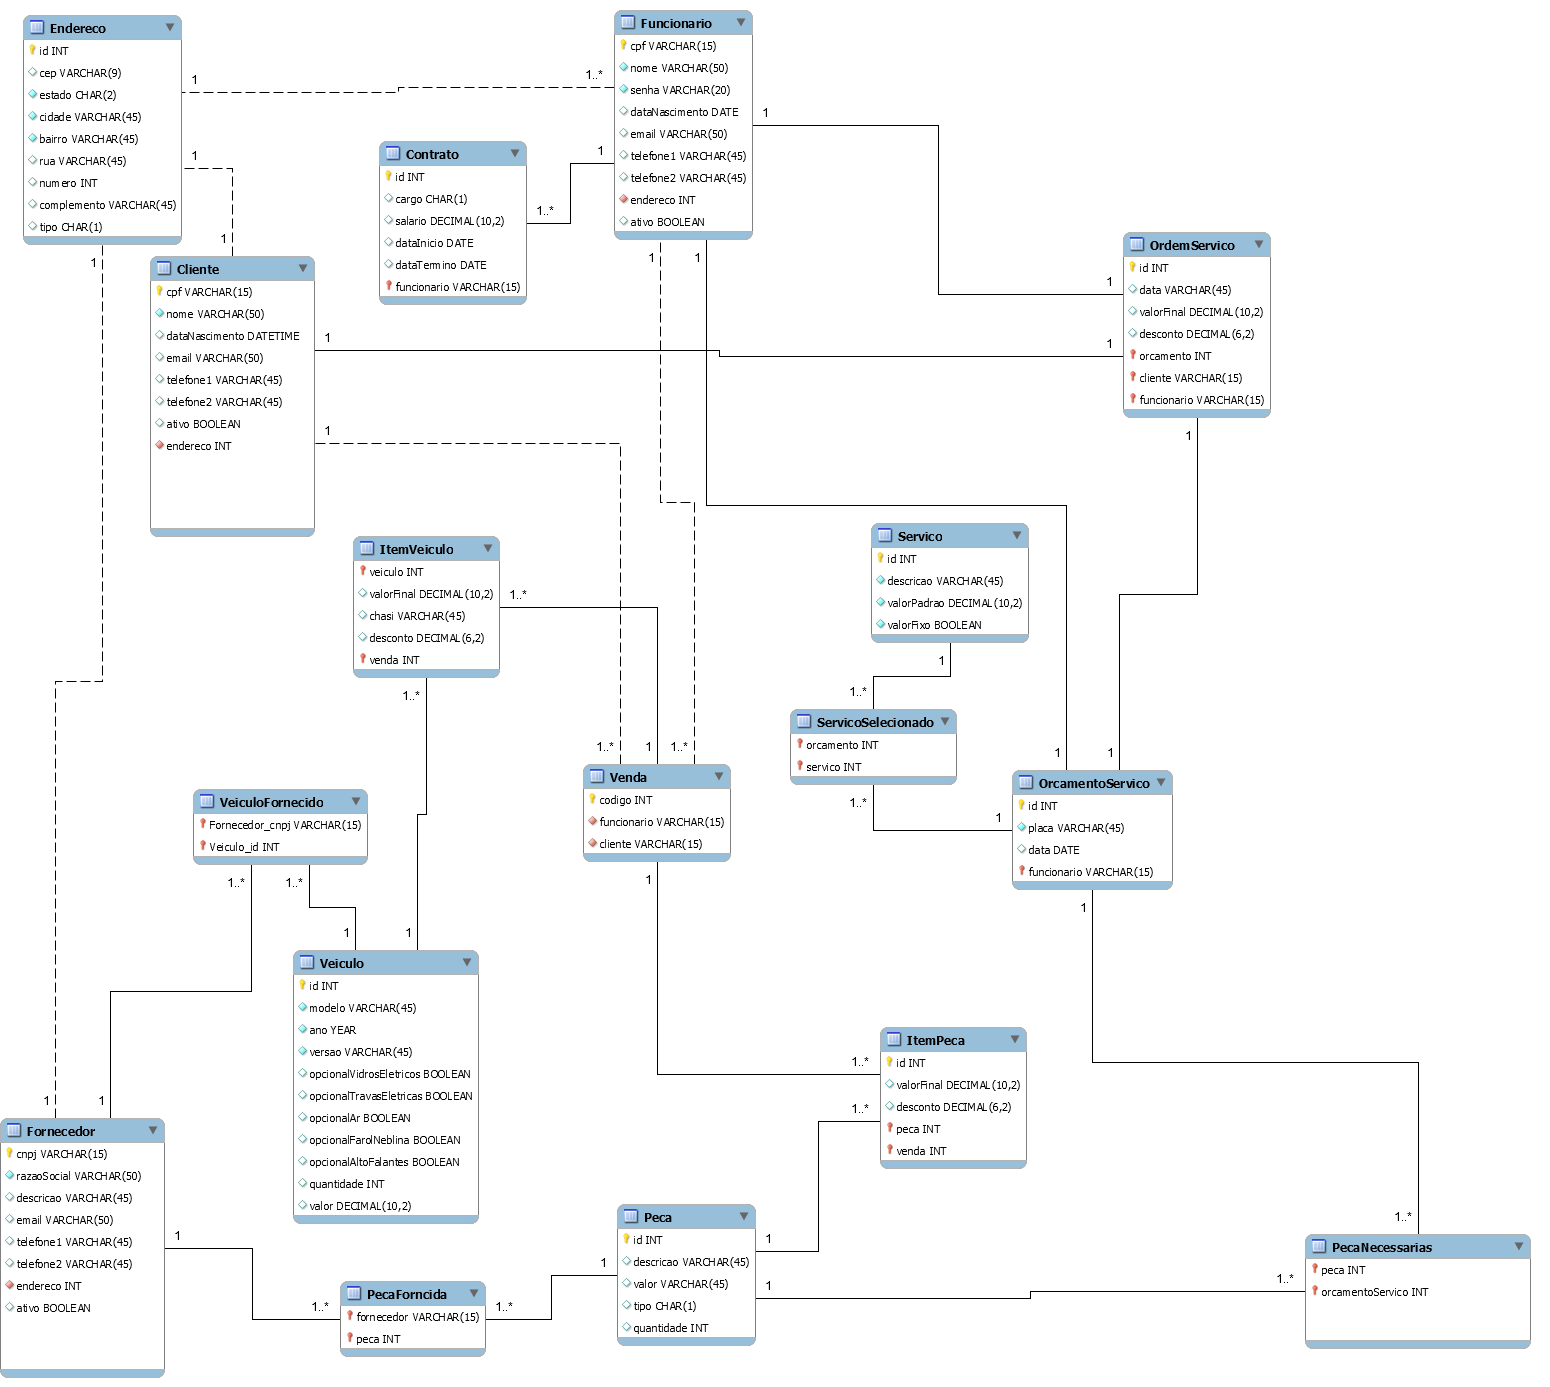 Endereco
id INT
cep VARCHAR(9)
estado CHAR(2)
cidade VARCHAR(45)
bairro VARCHAR(45)
rua VARCHAR(45)
numero INT
complemento VARCHAR(45)
tipo CHAR(1)
1
1..*
1
1
1
Funcionario
cpf VARCHAR(15)
nome VARCHAR(50)
senha VARCHAR(20)
dataNascimento DATE
email VARCHAR(50)
telefone1 VARCHAR(45)
telefone2 VARCHAR(45)
endereco INT
ativo BOOLEAN
1
1
1..*
1
1
Contrato
id INT
cargo CHAR(1)
salario DECIMAL(10,2)
dataInicio DATE
dataTermino DATE
funcionario VARCHAR(15)
OrdemServico
id INT
data VARCHAR(45)
valorFinal DECIMAL(10,2)
desconto DECIMAL(6,2)
orcamento INT
cliente VARCHAR(15)
funcionario VARCHAR(15)
1
1
1
Cliente
cpf VARCHAR(15)
nome VARCHAR(50)
dataNascimento DATETIME
email VARCHAR(50)
telefone1 VARCHAR(45)
telefone2 VARCHAR(45)
ativo BOOLEAN
endereco INT
1
1
ItemVeiculo
veiculo INT
valorFinal DECIMAL(10,2)
chasi VARCHAR(45)
desconto DECIMAL(6,2)
venda INT
1..*
1..*
Servico
id INT
descricao VARCHAR(45)
valorPadrao DECIMAL(10,2)
valorFixo BOOLEAN
1
1..*
ServicoSelecionado
orcamento INT
servico INT
1..*
1
1..*
1
1..*
Venda
codigo INT
funcionario VARCHAR(15)
cliente VARCHAR(15)
1
1
1
OrcamentoServico
id INT
placa VARCHAR(45)
data DATE
funcionario VARCHAR(15)
1
VeiculoFornecido
Fornecedor_cnpj VARCHAR(15)
Veiculo_id INT
1..*
1..*
1
1
Veiculo
id INT
modelo VARCHAR(45)
ano YEAR
versao VARCHAR(45)
opcionalVidrosEletricos BOOLEAN
opcionalTravasEletricas BOOLEAN
opcionalAr BOOLEAN
opcionalFarolNeblina BOOLEAN
opcionalAltoFalantes BOOLEAN
quantidade INT
valor DECIMAL(10,2)
ItemPeca
id INT
valorFinal DECIMAL(10,2)
desconto DECIMAL(6,2)
peca INT
venda INT
1..*
1..*
1
1
Fornecedor
cnpj VARCHAR(15)
razaoSocial VARCHAR(50)
descricao VARCHAR(45)
email VARCHAR(50)
telefone1 VARCHAR(45)
telefone2 VARCHAR(45)
endereco INT
ativo BOOLEAN
1
1..*
PecaForncida
fornecedor VARCHAR(15)
peca INT
1..*
1
Peca
id INT
descricao VARCHAR(45)
valor VARCHAR(45)
tipo CHAR(1)
quantidade INT
1
1
1..*
1..*
PecaNecessarias
peca INT
orcamentoServico INT